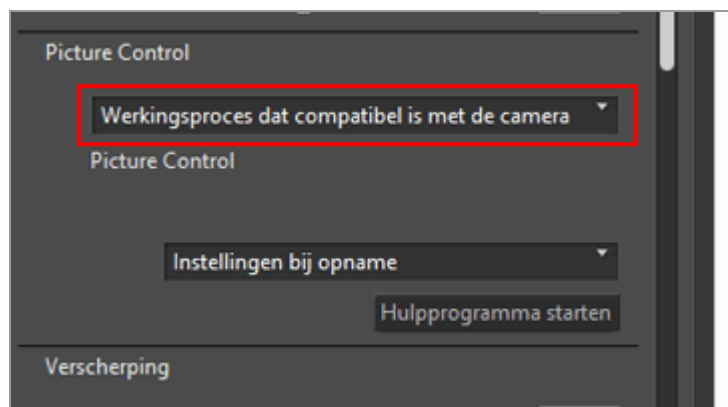 Picture Control
Werkingsproces dat compatibel is met de camera
Picture Control
Instellingen bij opname
Hulpprogramma starten
Verscherping